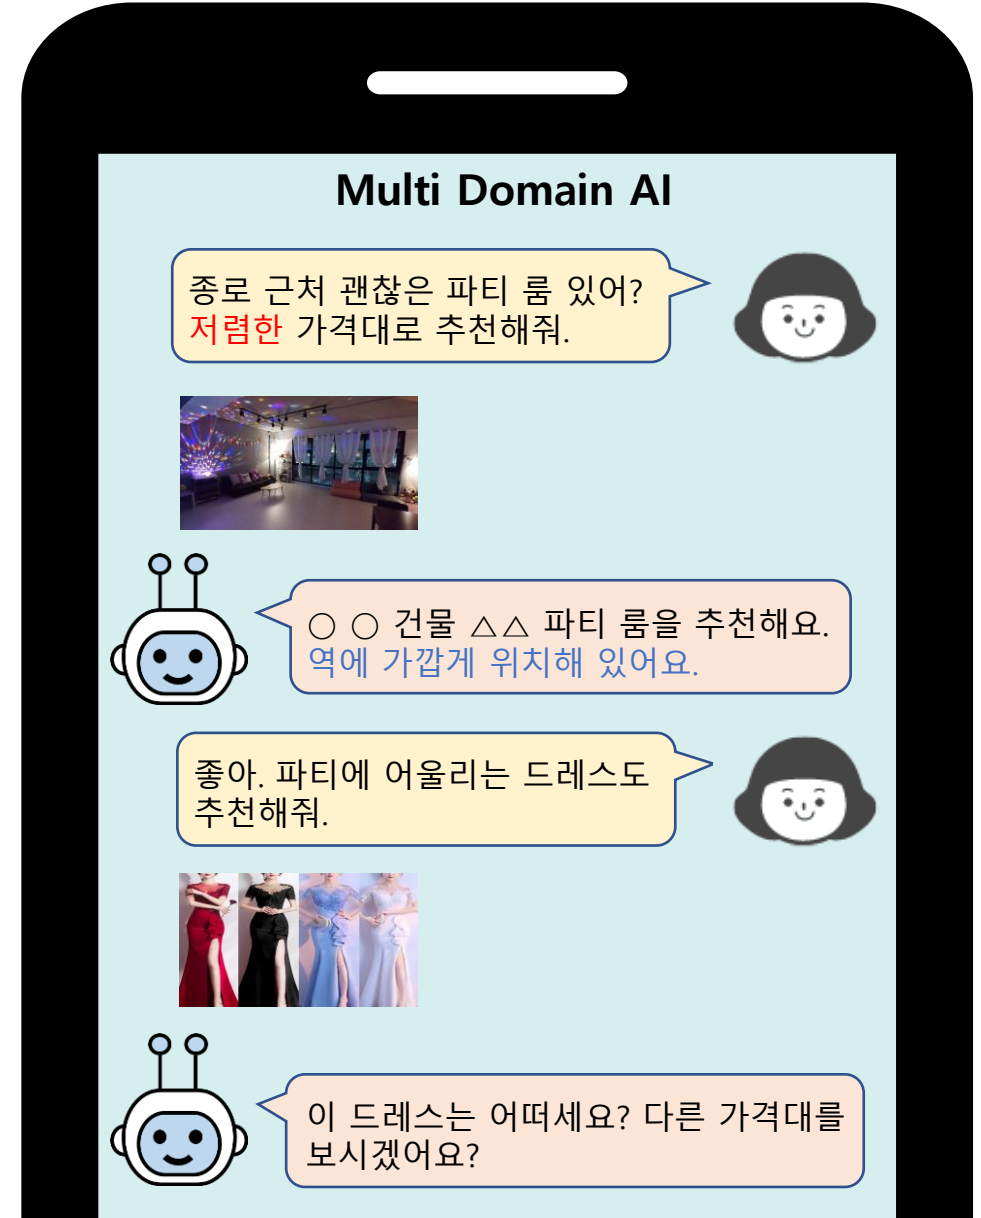 Multi Domain AI
종로 근처 괜찮은 파티 룸 있어?
저렴한 가격대로 추천해줘.
○ ○ 건물 △△ 파티 룸을 추천해요.
역에 가깝게 위치해 있어요.
좋아. 파티에 어울리는 드레스도
추천해줘.
이 드레스는 어떠세요? 다른 가격대를
보시겠어요?